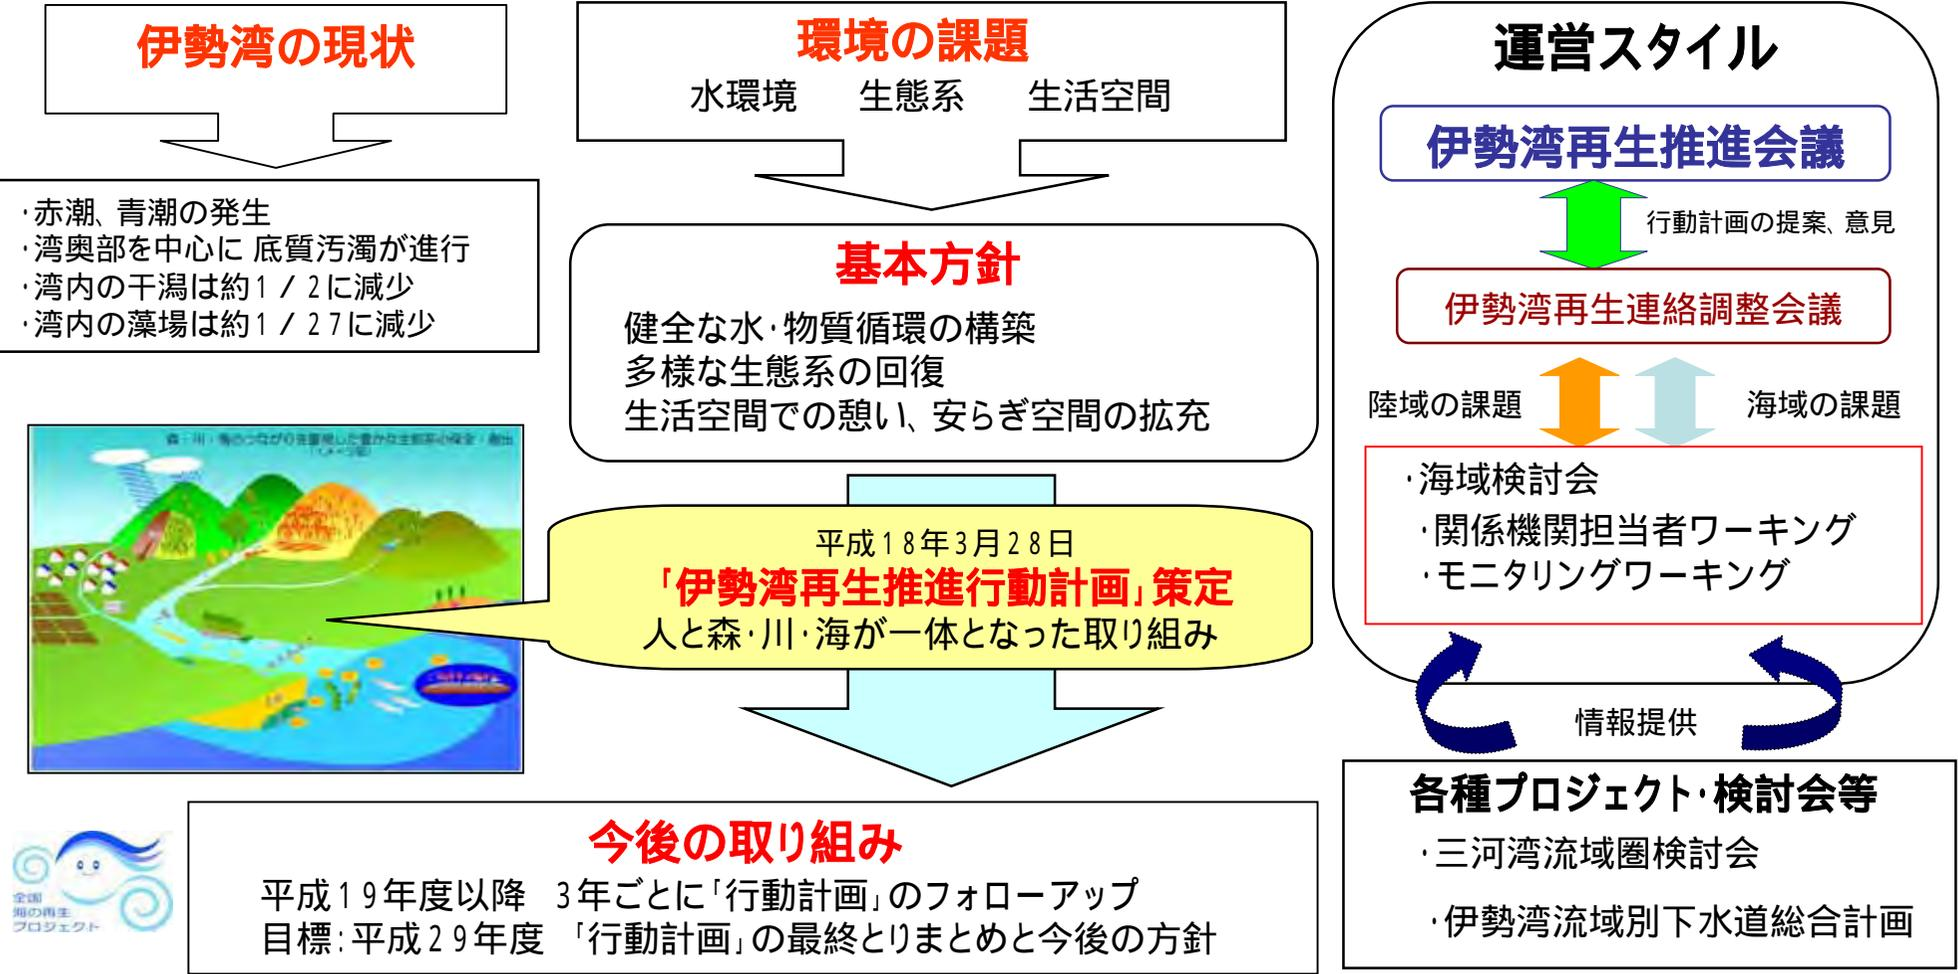 伊勢湾の現状
・赤潮、青潮の発生
・湾奥部を中心に 底質汚濁が進行
・湾内の干潟は約1/2に減少
・湾内の藻場は約1/27に減少
環境の課題
水環境 生態系 生活空間
基本方針
健全な水・物質循環の構築
多様な生態系の回復
生活空間での憩い、安らぎ空間の拡充
平成18年3月28日
「伊勢湾再生推進行動計画」策定
人と森・川・海が一体となった取り組み
今後の取り組み
平成19年度以降 3年ごとに「行動計画」のフォローアップ
目標:平成29年度 「行動計画」の最終とりまとめと今後の方針
全国
海の再生
プロジェクト
運営スタイル
伊勢湾再生推進会議
行動計画の提案、意見
伊勢湾再生連絡調整会議
陸域の課題
海域の課題
・海域検討会
・関係機関担当者ワーキング
・モニタリングワーキング
情報提供
各種プロジェクト・検討会等
・三河湾流域圏検討会
・伊勢湾流域別下水道総合計画